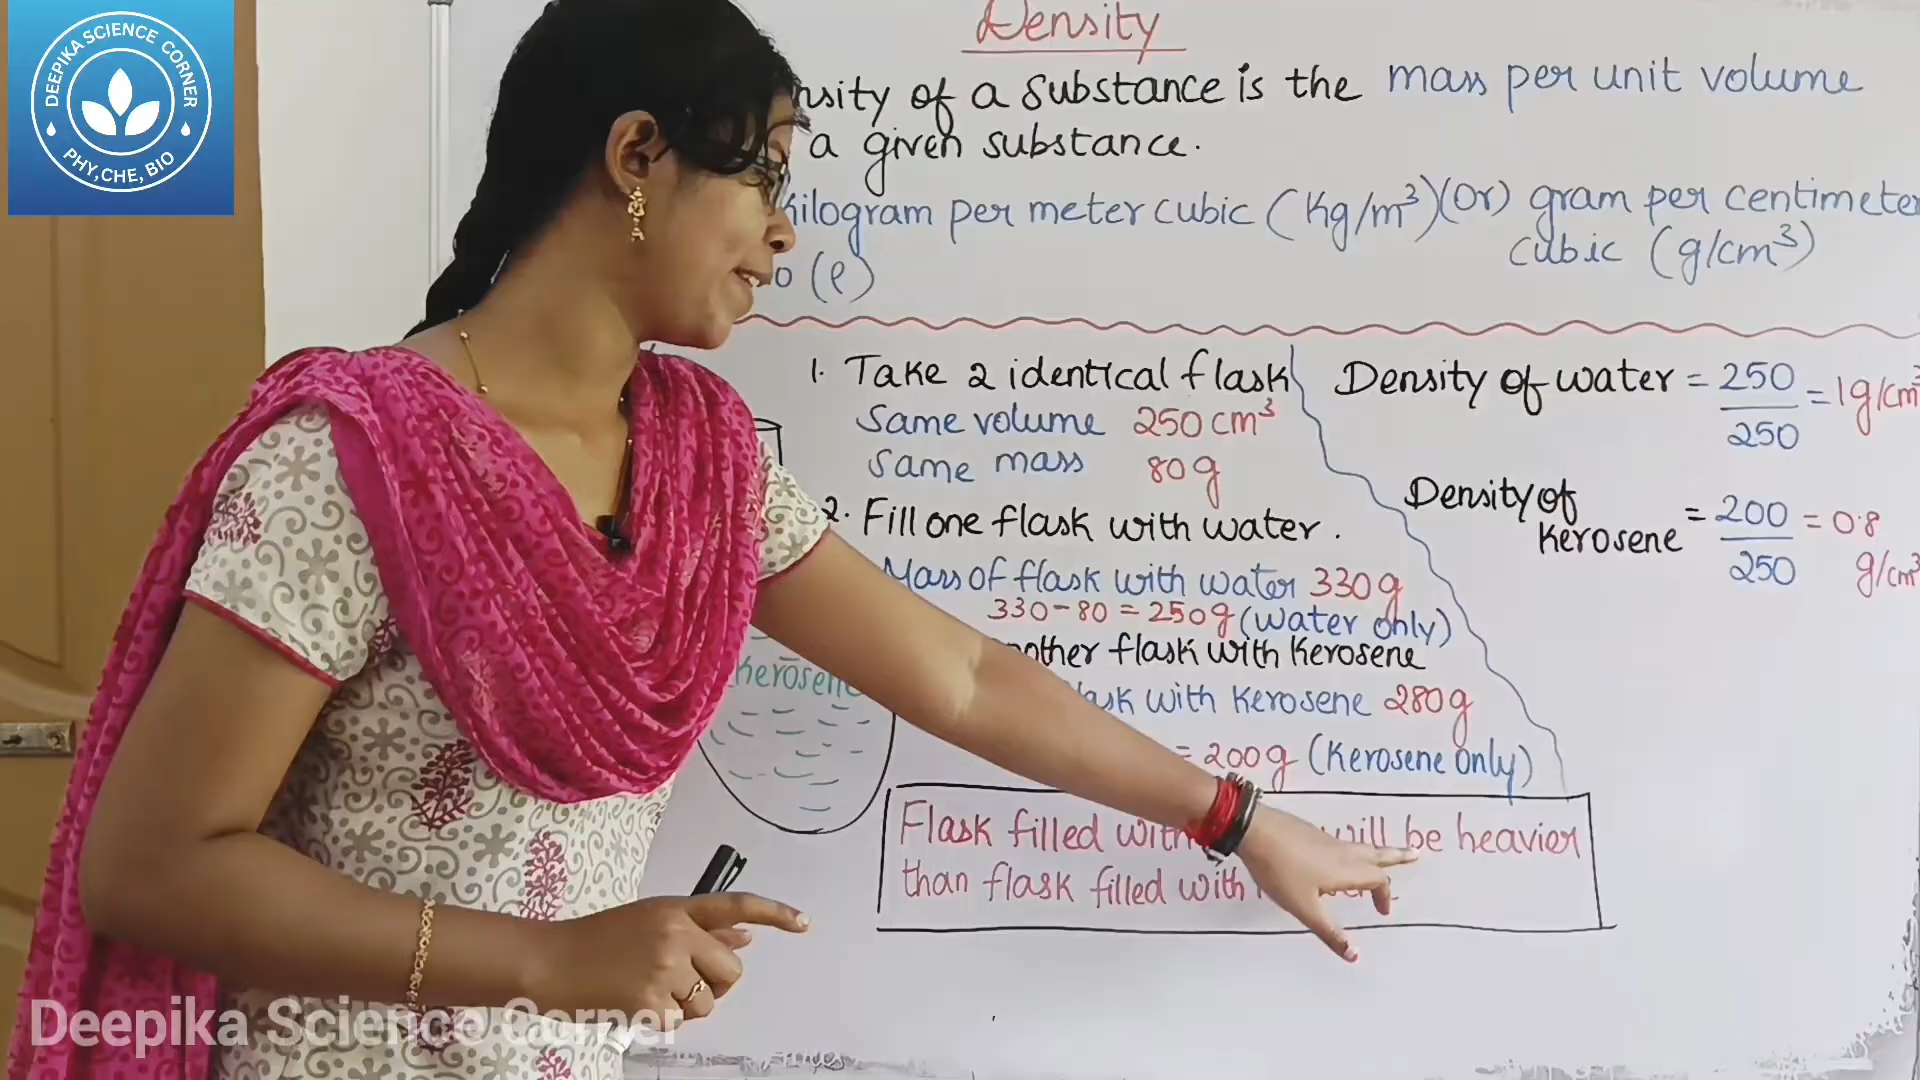 DEEPIKA SCIENCE CORNER
PHY,CHE, BIO
Density
of a substance is the mass per unit volume
a given substance.
kilogram per meter cubic (Kg/m³)(Or) gram per centimeter
cubic (g/cm³)
(ρ)
1. Take 2 identical flask
Same volume 250 cm³
Same mass 80g
2. Fill one flask with water.
Mass of flask with water 330g
330-80 = 250g (water only)
flask with Kerosene
with Kerosene 280g
= 200g (Kerosene only)
Kerosene
Density of water = 250/250 = 1g/cm³
Density of
Kerosene = 200/250 = 0.8
g/cm³
Flask filled with will be heavier
than flask filled with
Deepika Science Corner